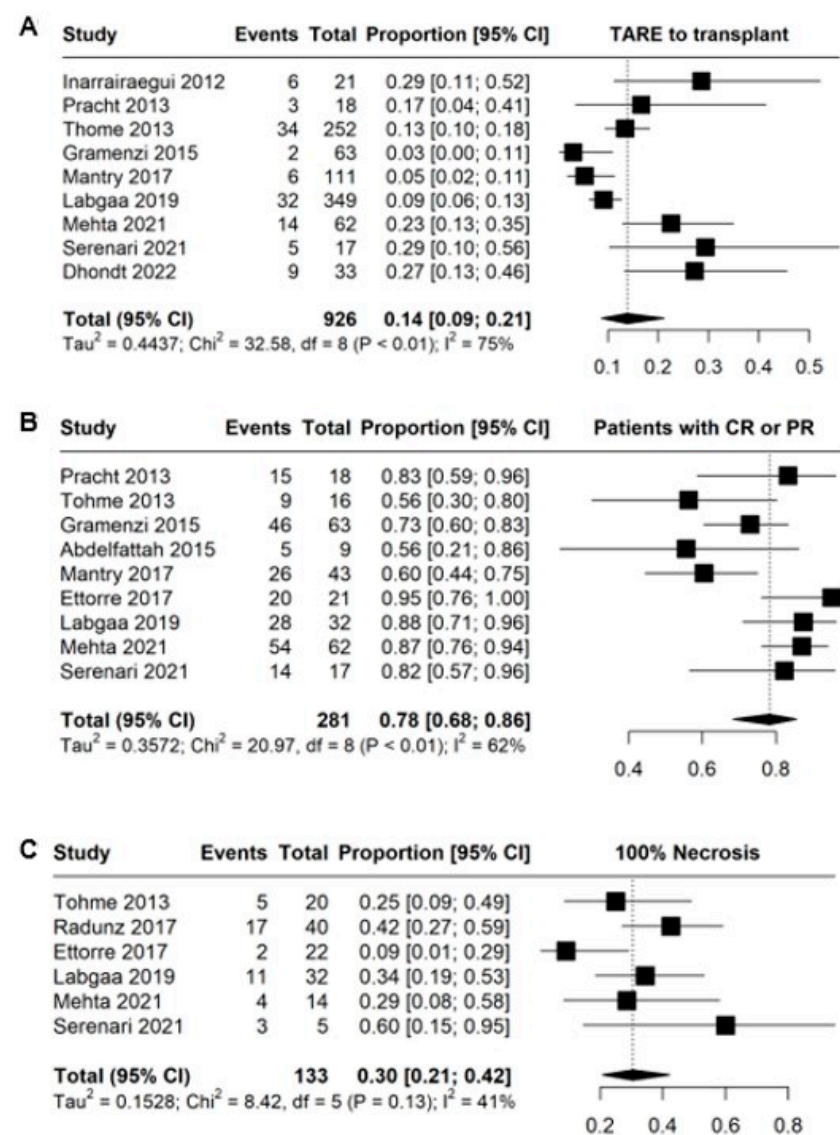 A
Study Events Total Proportion [95% CI] TARE to transplant
Inarrairaegui 2012 6 21 0.29 [0.11; 0.52]
Pracht 2013 3 18 0.17 [0.04; 0.41]
Thome 2013 34 252 0.13 [0.10; 0.18]
Gramenzi 2015 2 63 0.03 [0.00; 0.11]
Mantry 2017 6 111 0.05 [0.02; 0.11]
Labgaa 2019 32 349 0.09 [0.06; 0.13]
Mehta 2021 14 62 0.23 [0.13; 0.35]
Serenari 2021 5 17 0.29 [0.10; 0.56]
Dhondt 2022 9 33 0.27 [0.13; 0.46]
Total (95% CI) 926 0.14 [0.09; 0.21]
Tau² = 0.4437; Chi² = 32.58, df = 8 (P < 0.01); I² = 75%
0.1 0.2 0.3 0.4 0.5
B
Study Events Total Proportion [95% CI] Patients with CR or PR
Pracht 2013 15 18 0.83 [0.59; 0.96]
Tohme 2013 9 16 0.56 [0.30; 0.80]
Gramenzi 2015 46 63 0.73 [0.60; 0.83]
Abdelfattah 2015 5 9 0.56 [0.21; 0.86]
Mantry 2017 26 43 0.60 [0.44; 0.75]
Ettorre 2017 20 21 0.95 [0.76; 1.00]
Labgaa 2019 28 32 0.88 [0.71; 0.96]
Mehta 2021 54 62 0.87 [0.76; 0.94]
Serenari 2021 14 17 0.82 [0.57; 0.96]
Total (95% CI) 281 0.78 [0.68; 0.86]
Tau² = 0.3572; Chi² = 20.97, df = 8 (P < 0.01); I² = 62%
0.4 0.6 0.8
C
Study Events Total Proportion [95% CI] 100% Necrosis
Tohme 2013 5 20 0.25 [0.09; 0.49]
Radunz 2017 17 40 0.42 [0.27; 0.59]
Ettorre 2017 2 22 0.09 [0.01; 0.29]
Labgaa 2019 11 32 0.34 [0.19; 0.53]
Mehta 2021 4 14 0.29 [0.08; 0.58]
Serenari 2021 3 5 0.60 [0.15; 0.95]
Total (95% CI) 133 0.30 [0.21; 0.42]
Tau² = 0.1528; Chi² = 8.42, df = 5 (P = 0.13); I² = 41%
0.2 0.4 0.6 0.8